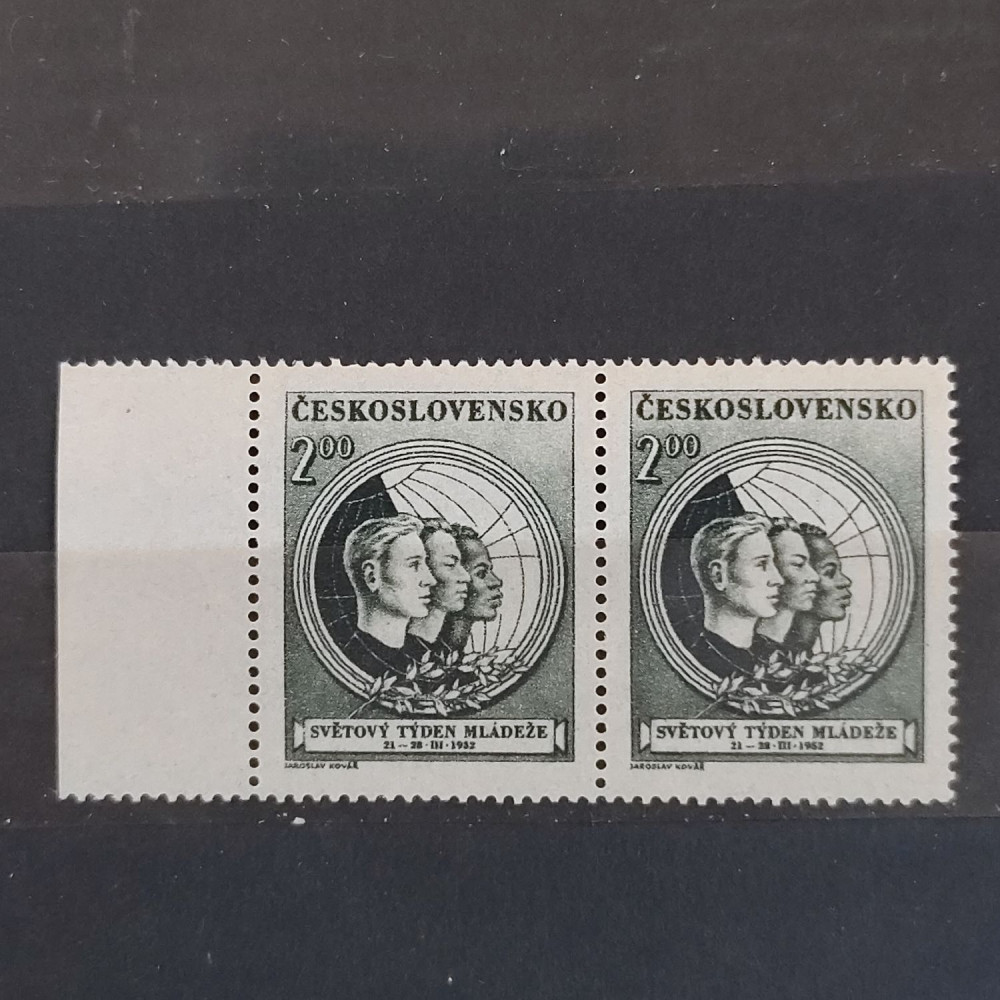 ČESKOSLOVENSKO
2⁰⁰
SVĚTOVÝ TÝDEN MLÁDEŽE
21 – 28 · III · 1952
JAROSLAV KOVÁŘ
ČESKOSLOVENSKO
2⁰⁰
SVĚTOVÝ TÝDEN MLÁDEŽE
21 – 28 · III · 1952
JAROSLAV KOVÁŘ